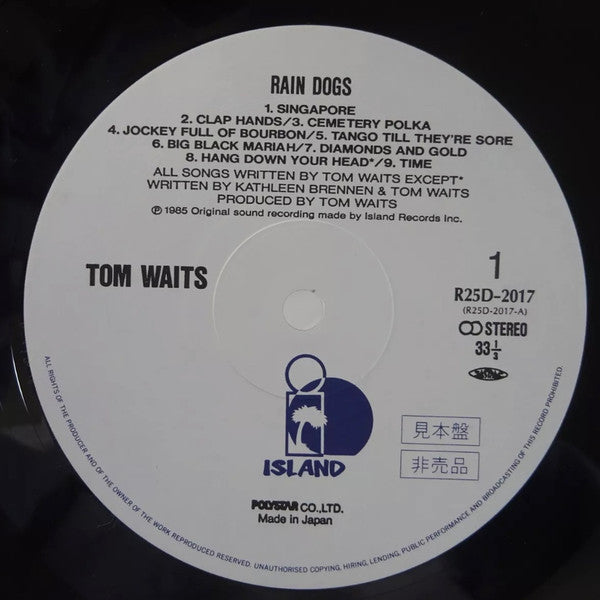 RAIN DOGS
1. SINGAPORE
2. CLAP HANDS/3. CEMETERY POLKA
4. JOCKEY FULL OF BOURBON/5. TANGO TILL THEY'RE SORE
6. BIG BLACK MARIAH/7. DIAMONDS AND GOLD
8. HANG DOWN YOUR HEAD*/9. TIME
ALL SONGS WRITTEN BY TOM WAITS EXCEPT*
WRITTEN BY KATHLEEN BRENNEN & TOM WAITS
PRODUCED BY TOM WAITS
℗ 1985 Original sound recording made by Island Records Inc.
TOM WAITS
1
R25D-2017
(R25D-2017-A)
STEREO
33 1/3
見本盤
非売品
ISLAND
POLYSTAR CO.,LTD.
Made in Japan
ALL RIGHTS OF THE PRODUCER AND OF THE OWNER OF THE WORK REPRODUCED RESERVED. UNAUTHORISED COPYING, HIRING, LENDING, PUBLIC PERFORMANCE AND BROADCASTING OF THIS RECORD PROHIBITED.